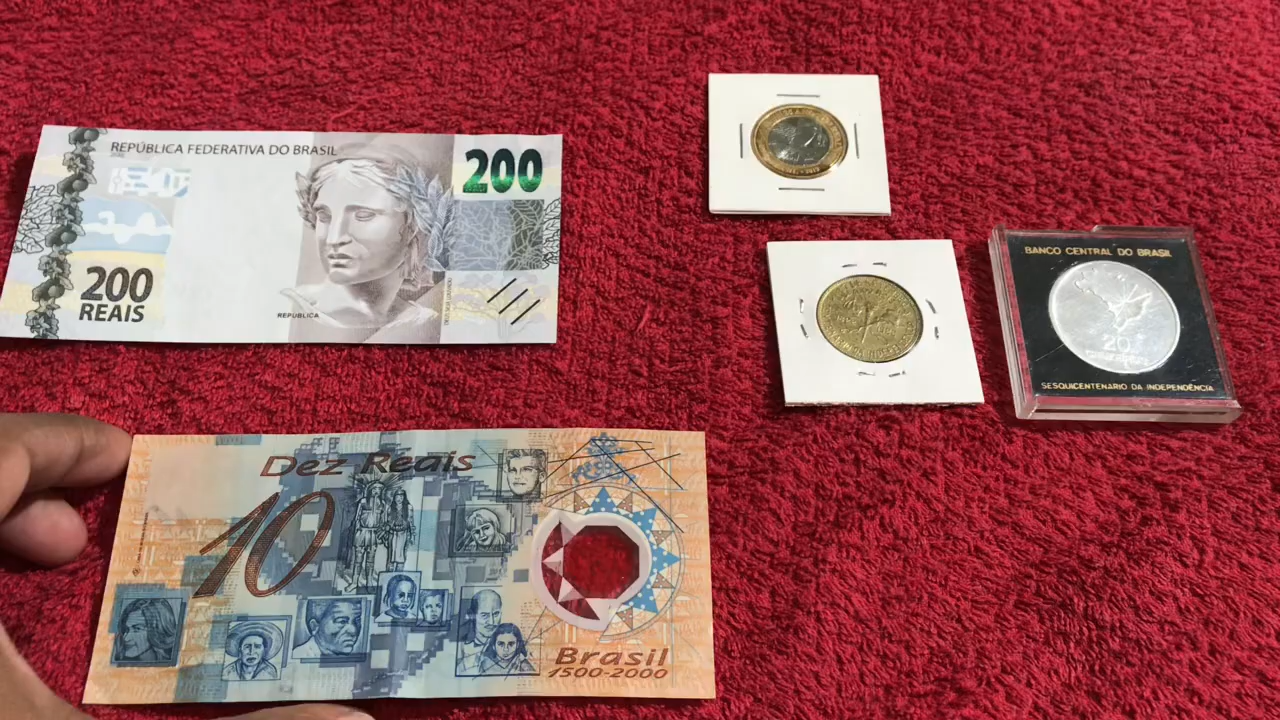 REPÚBLICA FEDERATIVA DO BRASIL
200
200
REAIS
REPÚBLICA
Dez Reais
10
Brasil
1500-2000
BANCO CENTRAL DO BRASIL
20
SESQUICENTENÁRIO DA INDEPENDÊNCIA